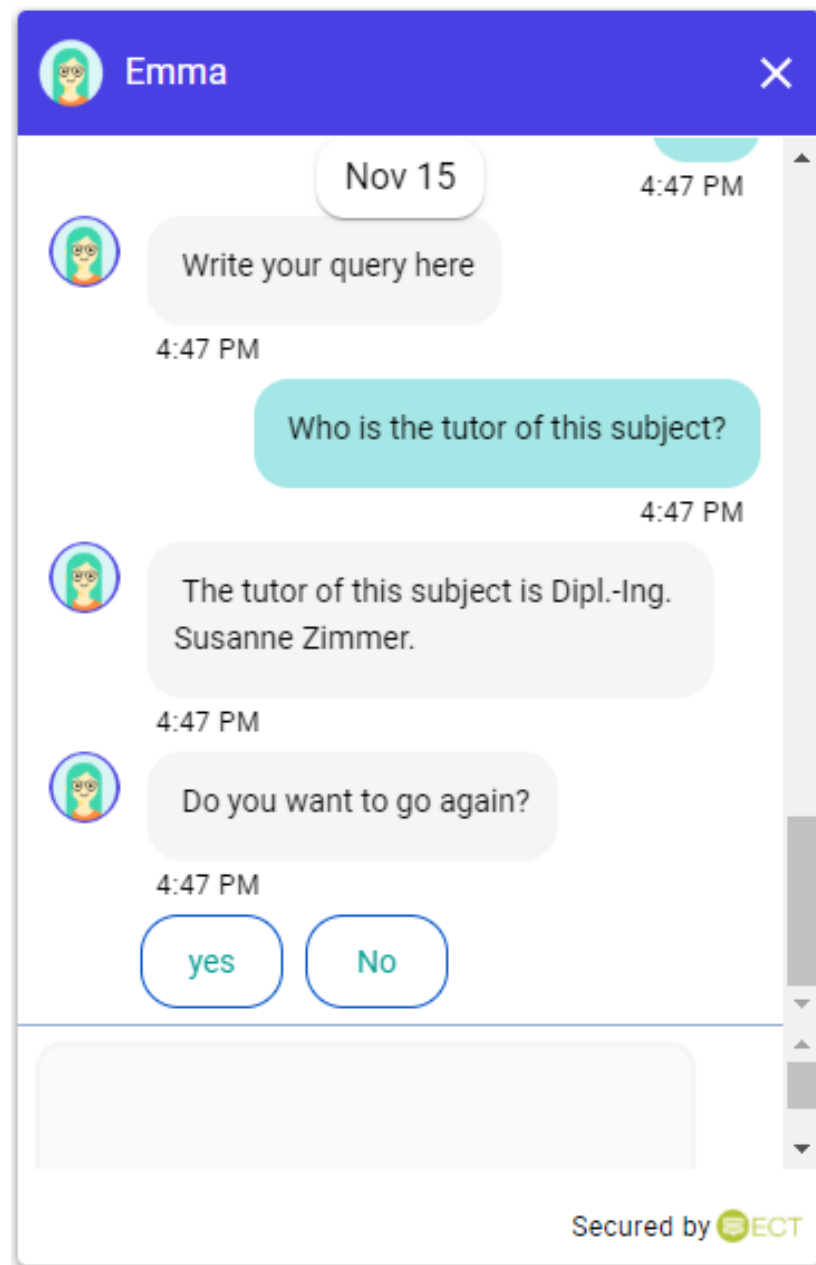 Emma
Nov 15
4:47 PM
Write your query here
4:47 PM
Who is the tutor of this subject?
4:47 PM
The tutor of this subject is Dipl.-Ing.
Susanne Zimmer.
4:47 PM
Do you want to go again?
4:47 PM
yes No
Secured by ECT